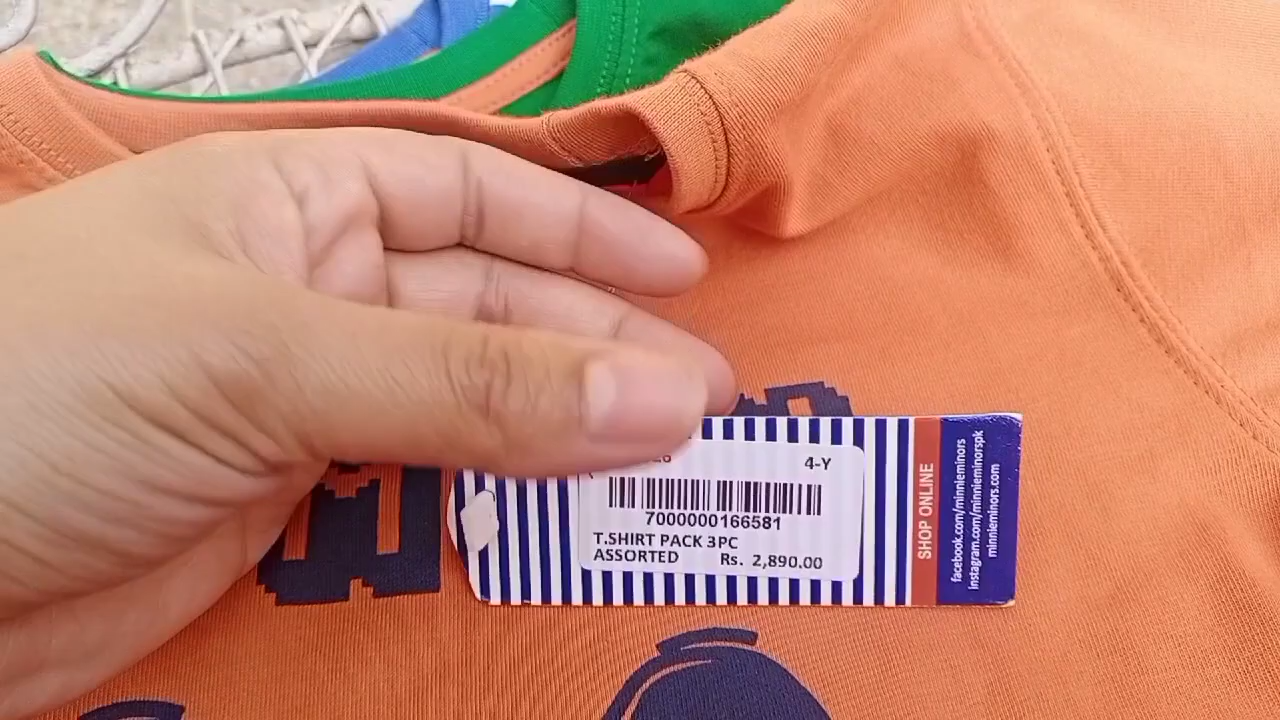 4-Y
7000000166581
T.SHIRT PACK 3PC
ASSORTED Rs. 2,890.00
SHOP ONLINE
facebook.com/minnieminors
instagram.com/minnieminorspk
minnieminors.com